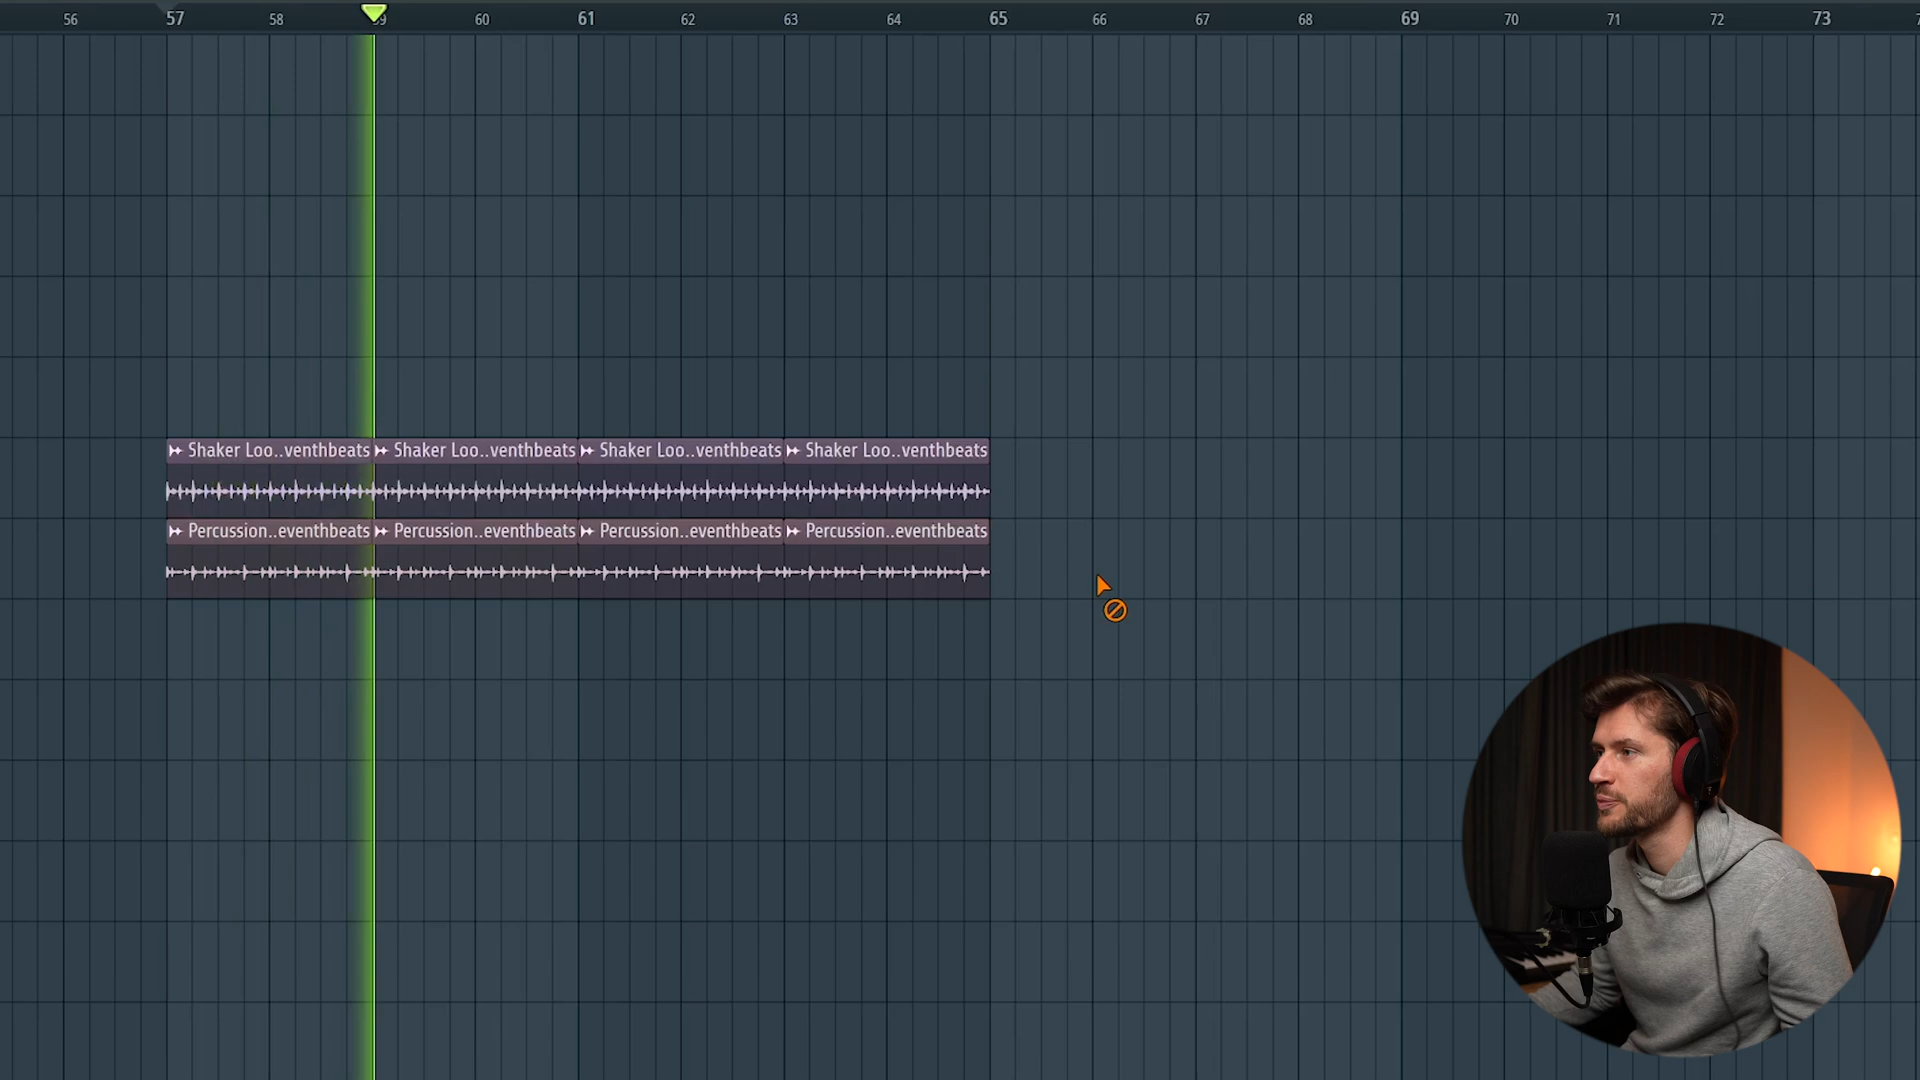 56 57 58 59 60 61 62 63 64 65 66 67 68 69 70 71 72 73
Shaker Loo..venthbeats Shaker Loo..venthbeats Shaker Loo..venthbeats Shaker Loo..venthbeats
Percussion..eventhbeats Percussion..eventhbeats Percussion..eventhbeats Percussion..eventhbeats